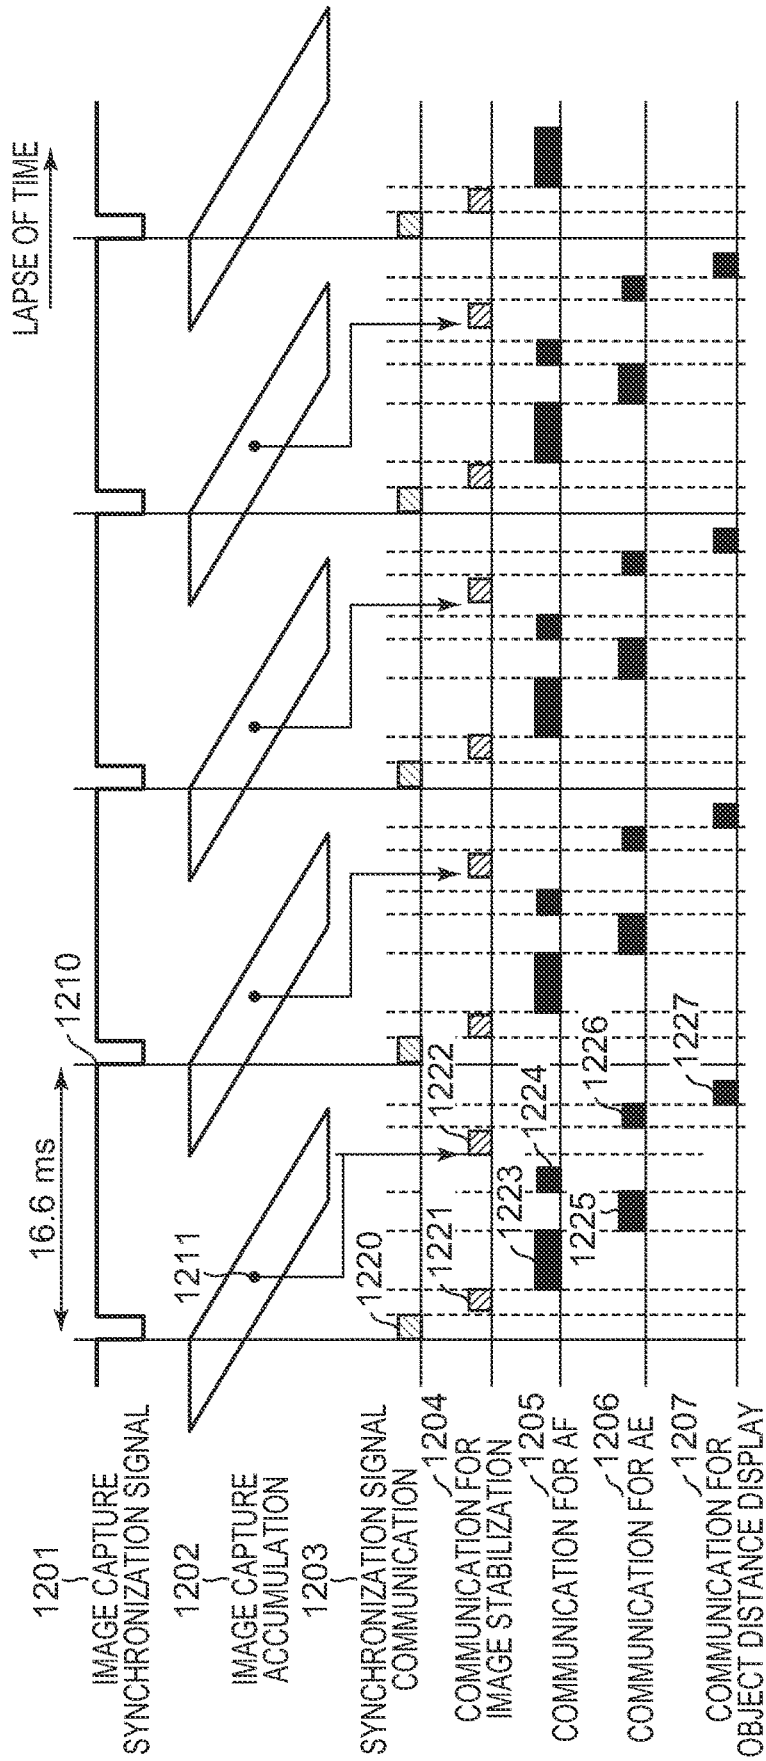 LAPSE OF TIME
16.6 ms
1210
1201
IMAGE CAPTURE
SYNCHRONIZATION SIGNAL
1202
IMAGE CAPTURE
ACCUMULATION
1211
1203
SYNCHRONIZATION SIGNAL
COMMUNICATION
1220
1204
COMMUNICATION FOR
IMAGE STABILIZATION
1221
1222
1205
COMMUNICATION FOR AF
1223
1224
1206
COMMUNICATION FOR AE
1225
1226
1207
COMMUNICATION FOR
OBJECT DISTANCE DISPLAY
1227